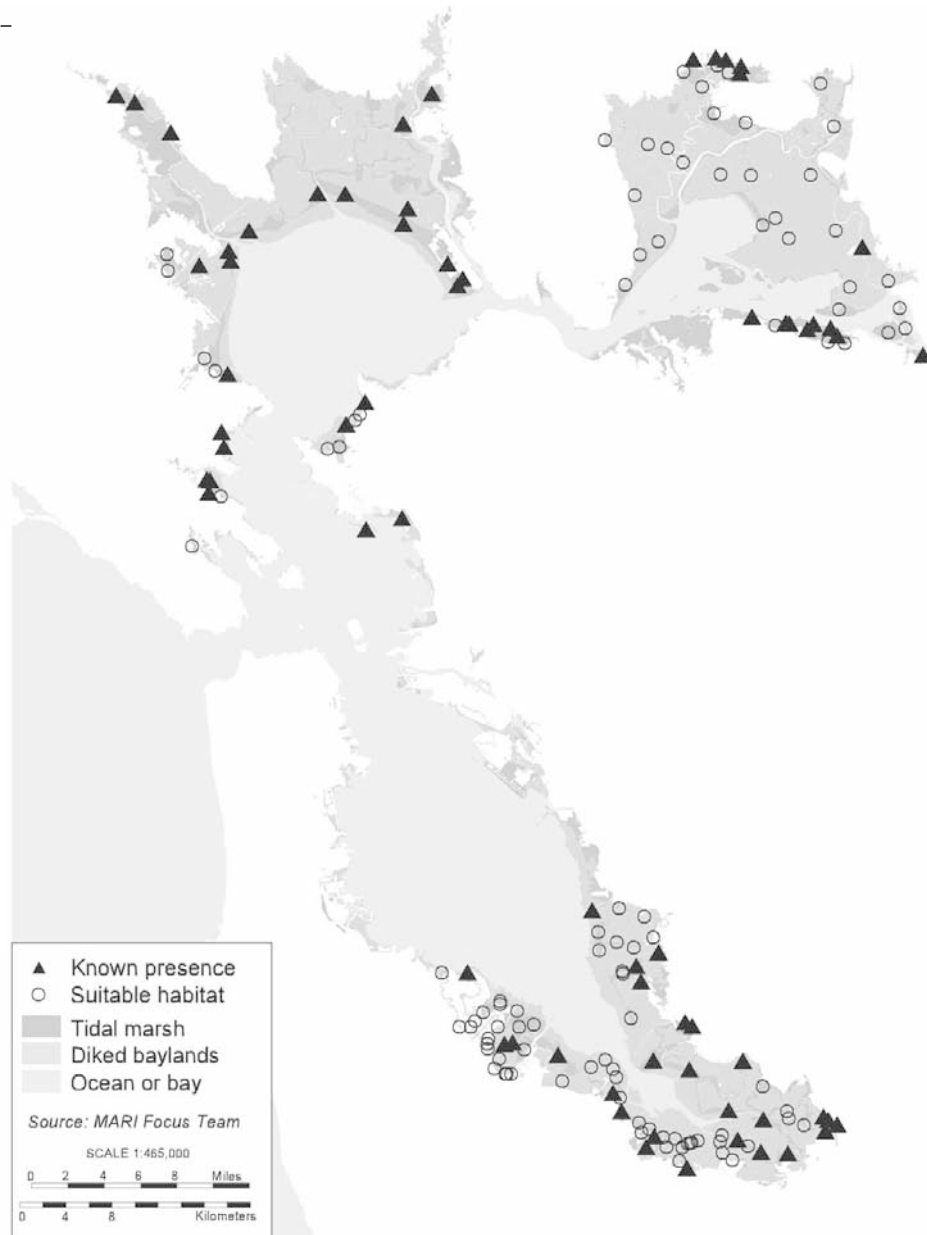 Known presence
Suitable habitat
Tidal marsh
Diked baylands
Ocean or bay
Source: MARI Focus Team
SCALE 1:465,000
0 2 4 6 8 Miles
0 4 8 Kilometers